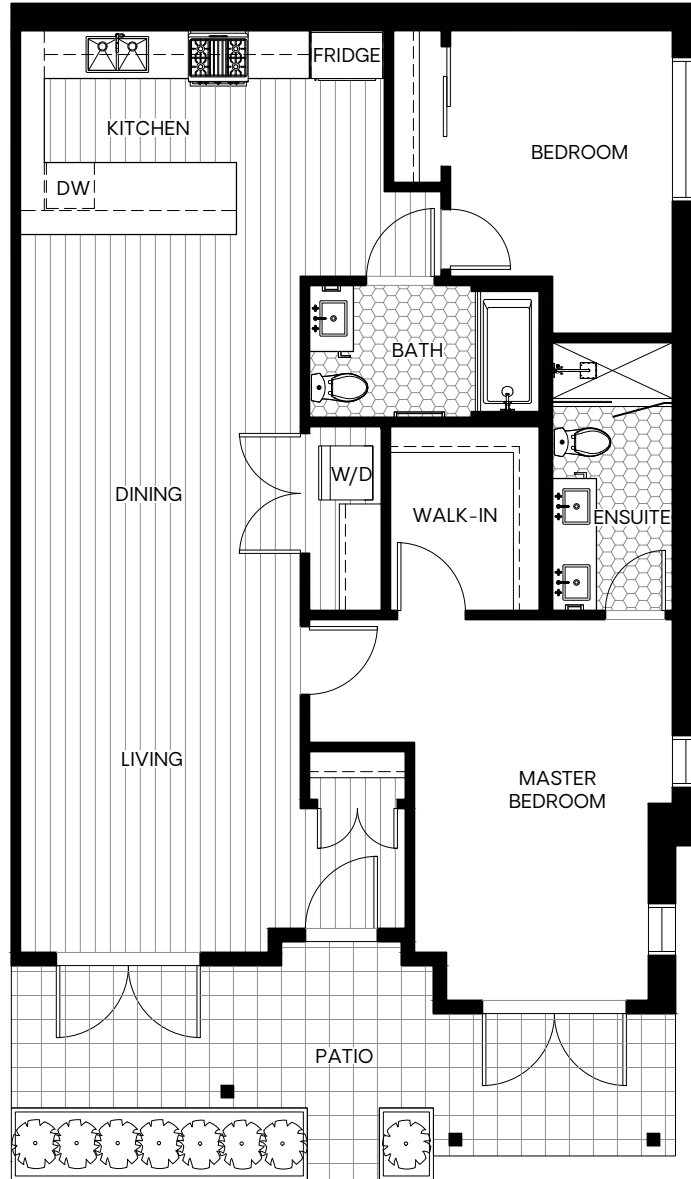 FRIDGE
KITCHEN
BEDROOM
DW
BATH
W/D
DINING
WALK-IN
ENSUITE
LIVING
MASTER
BEDROOM
PATIO